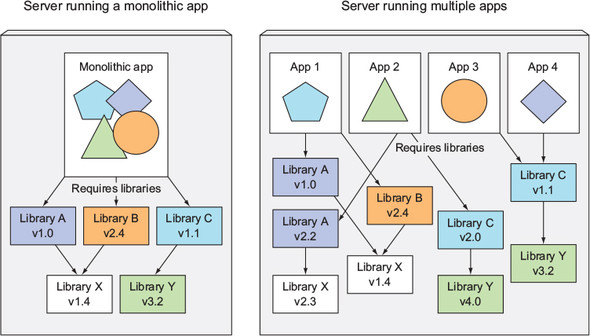 Server running a monolithic app
Monolithic app
Requires libraries
Library A
v1.0
Library B
v2.4
Library C
v1.1
Library X
v1.4
Library Y
v3.2
Server running multiple apps
App 1
App 2
App 3
App 4
Requires libraries
Library A
v1.0
Library B
v2.4
Library C
v1.1
Library A
v2.2
Library C
v2.0
Library X
v1.4
Library Y
v3.2
Library X
v2.3
Library Y
v4.0